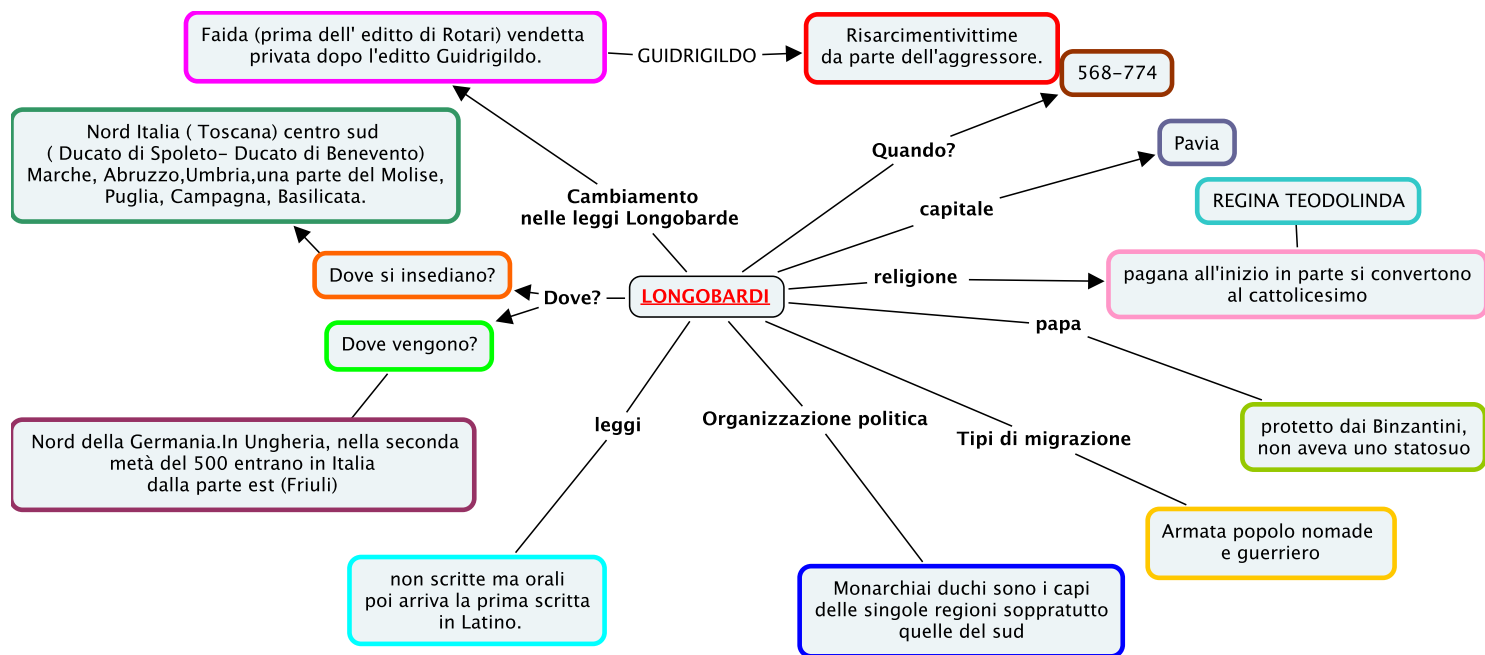 Faida (prima dell' editto di Rotari) vendetta
privata dopo l'editto Guidrigildo.
GUIDRIGILDO
Risarcimentivittime
da parte dell'aggressore.
568-774
Quando?
Pavia
capitale
Nord Italia ( Toscana) centro sud
( Ducato di Spoleto- Ducato di Benevento)
Marche, Abruzzo,Umbria,una parte del Molise,
Puglia, Campagna, Basilicata.
Cambiamento
nelle leggi Longobarde
REGINA TEODOLINDA
Dove si insediano?
religione
pagana all'inizio in parte si convertono
al cattolicesimo
Dove?
LONGOBARDI
papa
Dove vengono?
protetto dai Binzantini,
non aveva uno statosuo
leggi
Organizzazione politica
Tipi di migrazione
Nord della Germania.In Ungheria, nella seconda
metà del 500 entrano in Italia
dalla parte est (Friuli)
Armata popolo nomade
e guerriero
non scritte ma orali
poi arriva la prima scritta
in Latino.
Monarchiai duchi sono i capi
delle singole regioni soppratutto
quelle del sud